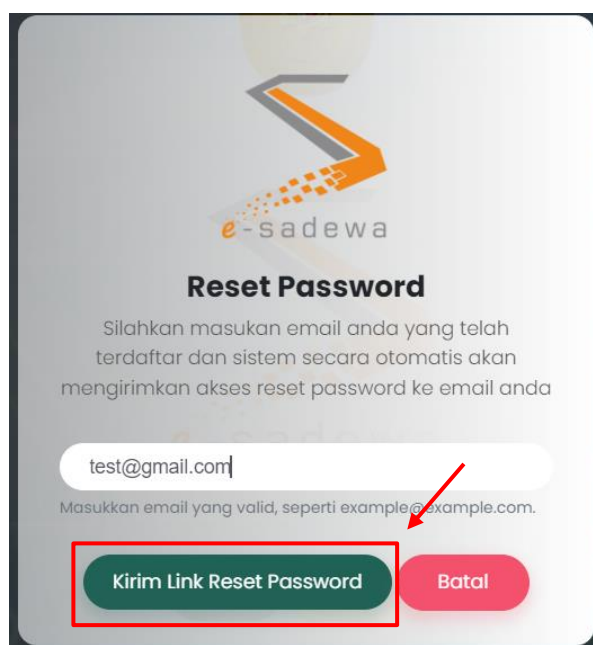 e-sadewa
Reset Password
Silahkan masukan email anda yang telah
terdaftar dan sistem secara otomatis akan
mengirimkan akses reset password ke email anda
test@gmail.com
Masukkan email yang valid, seperti example@example.com.
Kirim Link Reset Password
Batal